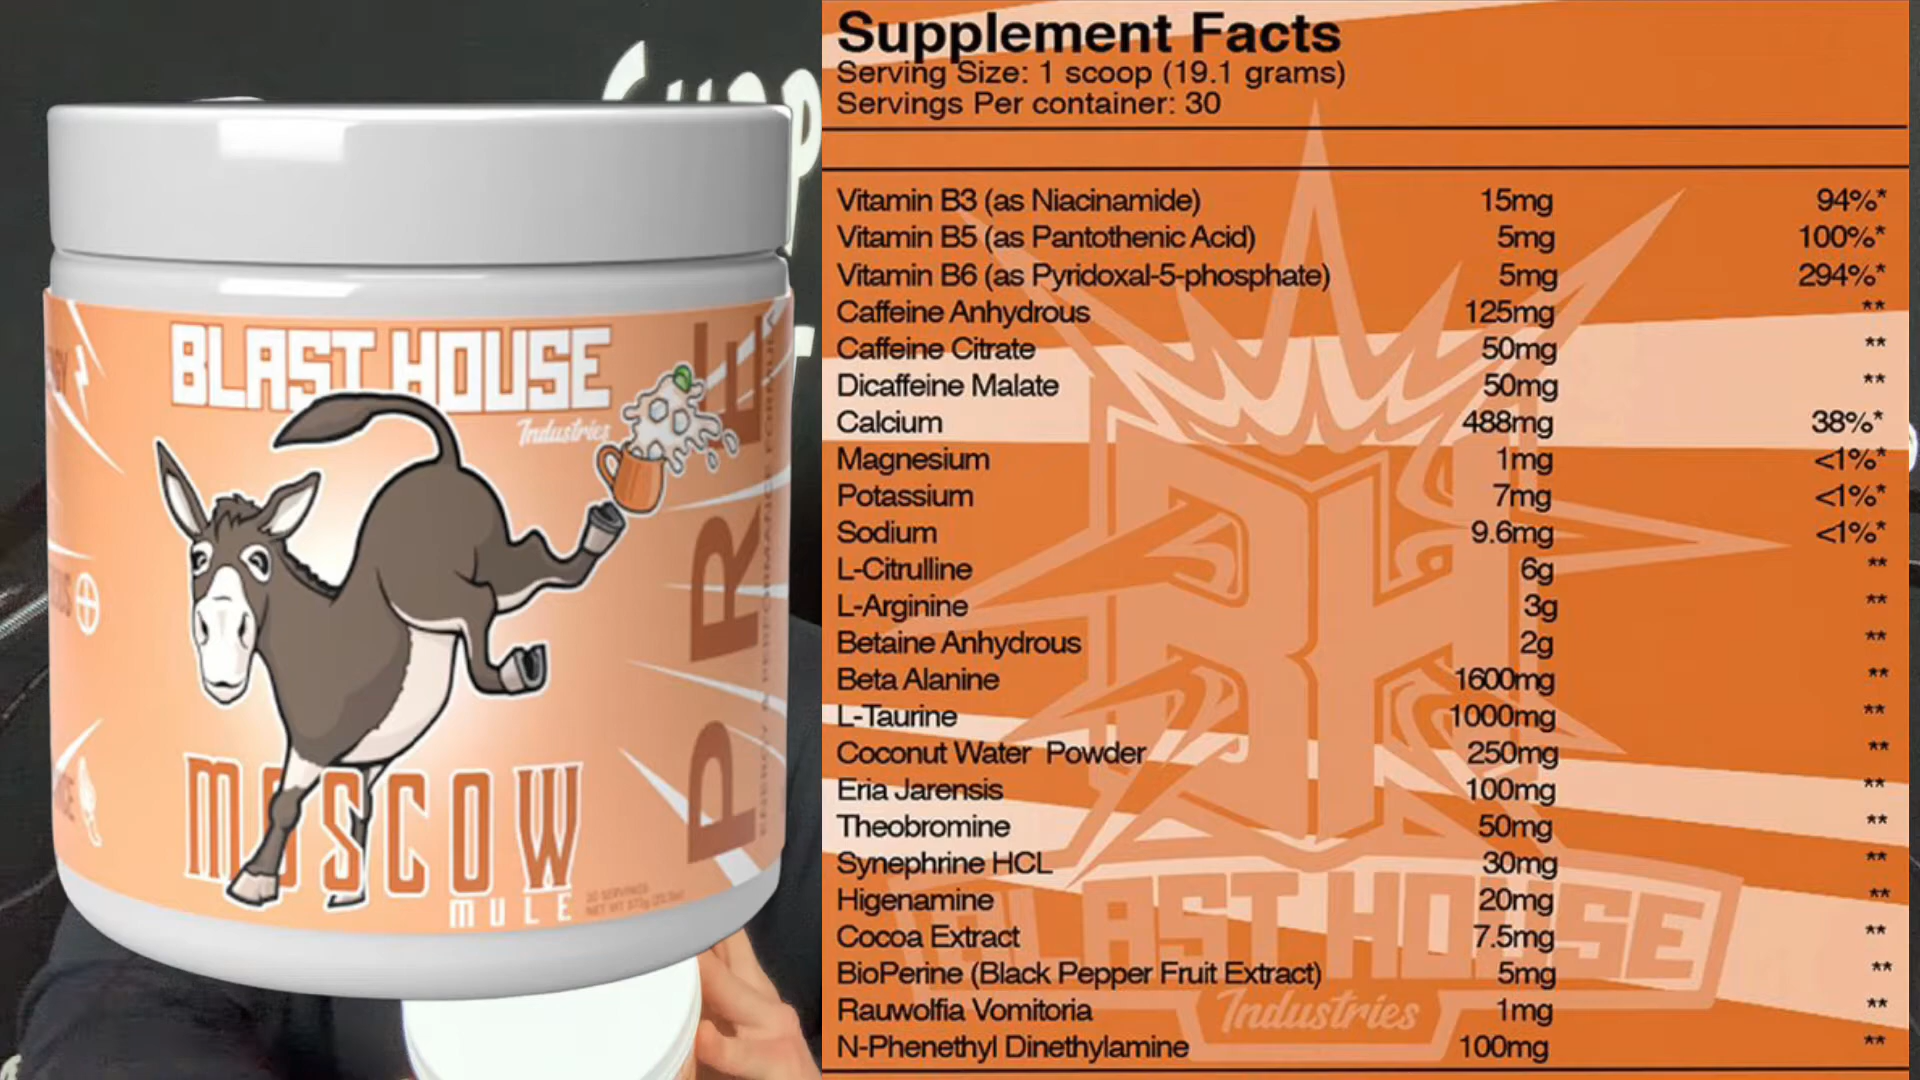 BLAST HOUSE
Industries
MOSCOW
MULE
PRE
Supplement Facts
Serving Size: 1 scoop (19.1 grams)
Servings Per container: 30
Vitamin B3 (as Niacinamide) 15mg 94%*
Vitamin B5 (as Pantothenic Acid) 5mg 100%*
Vitamin B6 (as Pyridoxal-5-phosphate) 5mg 294%*
Caffeine Anhydrous 125mg **
Caffeine Citrate 50mg **
Dicaffeine Malate 50mg **
Calcium 488mg 38%*
Magnesium 1mg <1%*
Potassium 7mg <1%*
Sodium 9.6mg <1%*
L-Citrulline 6g **
L-Arginine 3g **
Betaine Anhydrous 2g **
Beta Alanine 1600mg **
L-Taurine 1000mg **
Coconut Water Powder 250mg **
Eria Jarensis 100mg **
Theobromine 50mg **
Synephrine HCL 30mg **
Higenamine 20mg **
Cocoa Extract 7.5mg **
BioPerine (Black Pepper Fruit Extract) 5mg **
Rauwolfia Vomitoria 1mg **
N-Phenethyl Dinethylamine 100mg **
BH
BLAST HOUSE
Industries